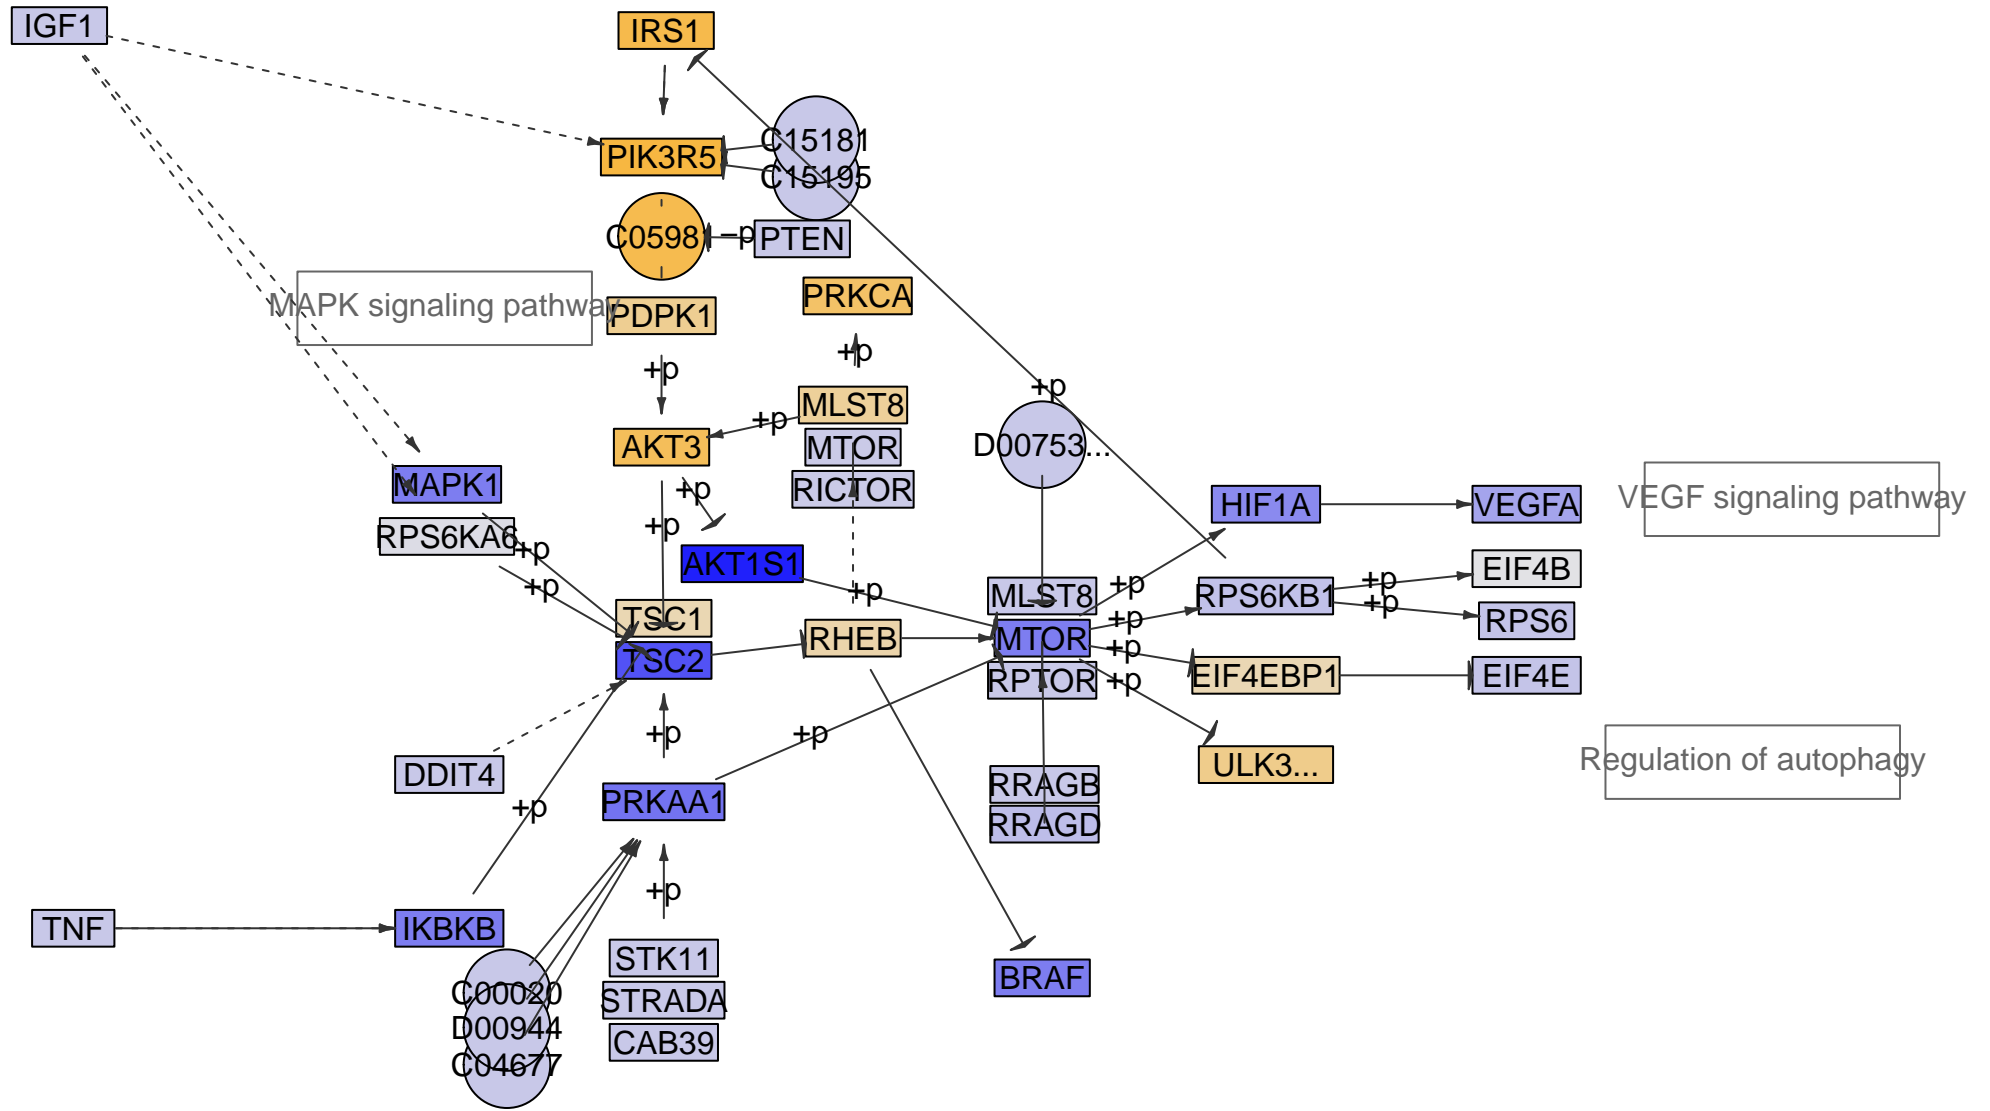 IGF1
IRS1
PIK3R5
C15181
C15195
C05981
−p
PTEN
MAPK signaling pathway
PDPK1
PRKCA
+p
+p
+p
MLST8
+p
AKT3
MTOR
D00753...
MAPK1
RICTOR
+p
HIF1A
VEGFA
VEGF signaling pathway
RPS6KA6
+p
+p
AKT1S1
EIF4B
+p
+p
+p
+p
MLST8
RPS6KB1
+p
TSC1
+p
RPS6
RHEB
MTOR
+p
TSC2
RPTOR
+p
EIF4EBP1
EIF4E
+p
+p
Regulation of autophagy
DDIT4
ULK3...
PRKAA1
RRAGB
+p
RRAGD
+p
TNF
IKBKB
STK11
BRAF
C00020
STRADA
D00944
CAB39
C04677